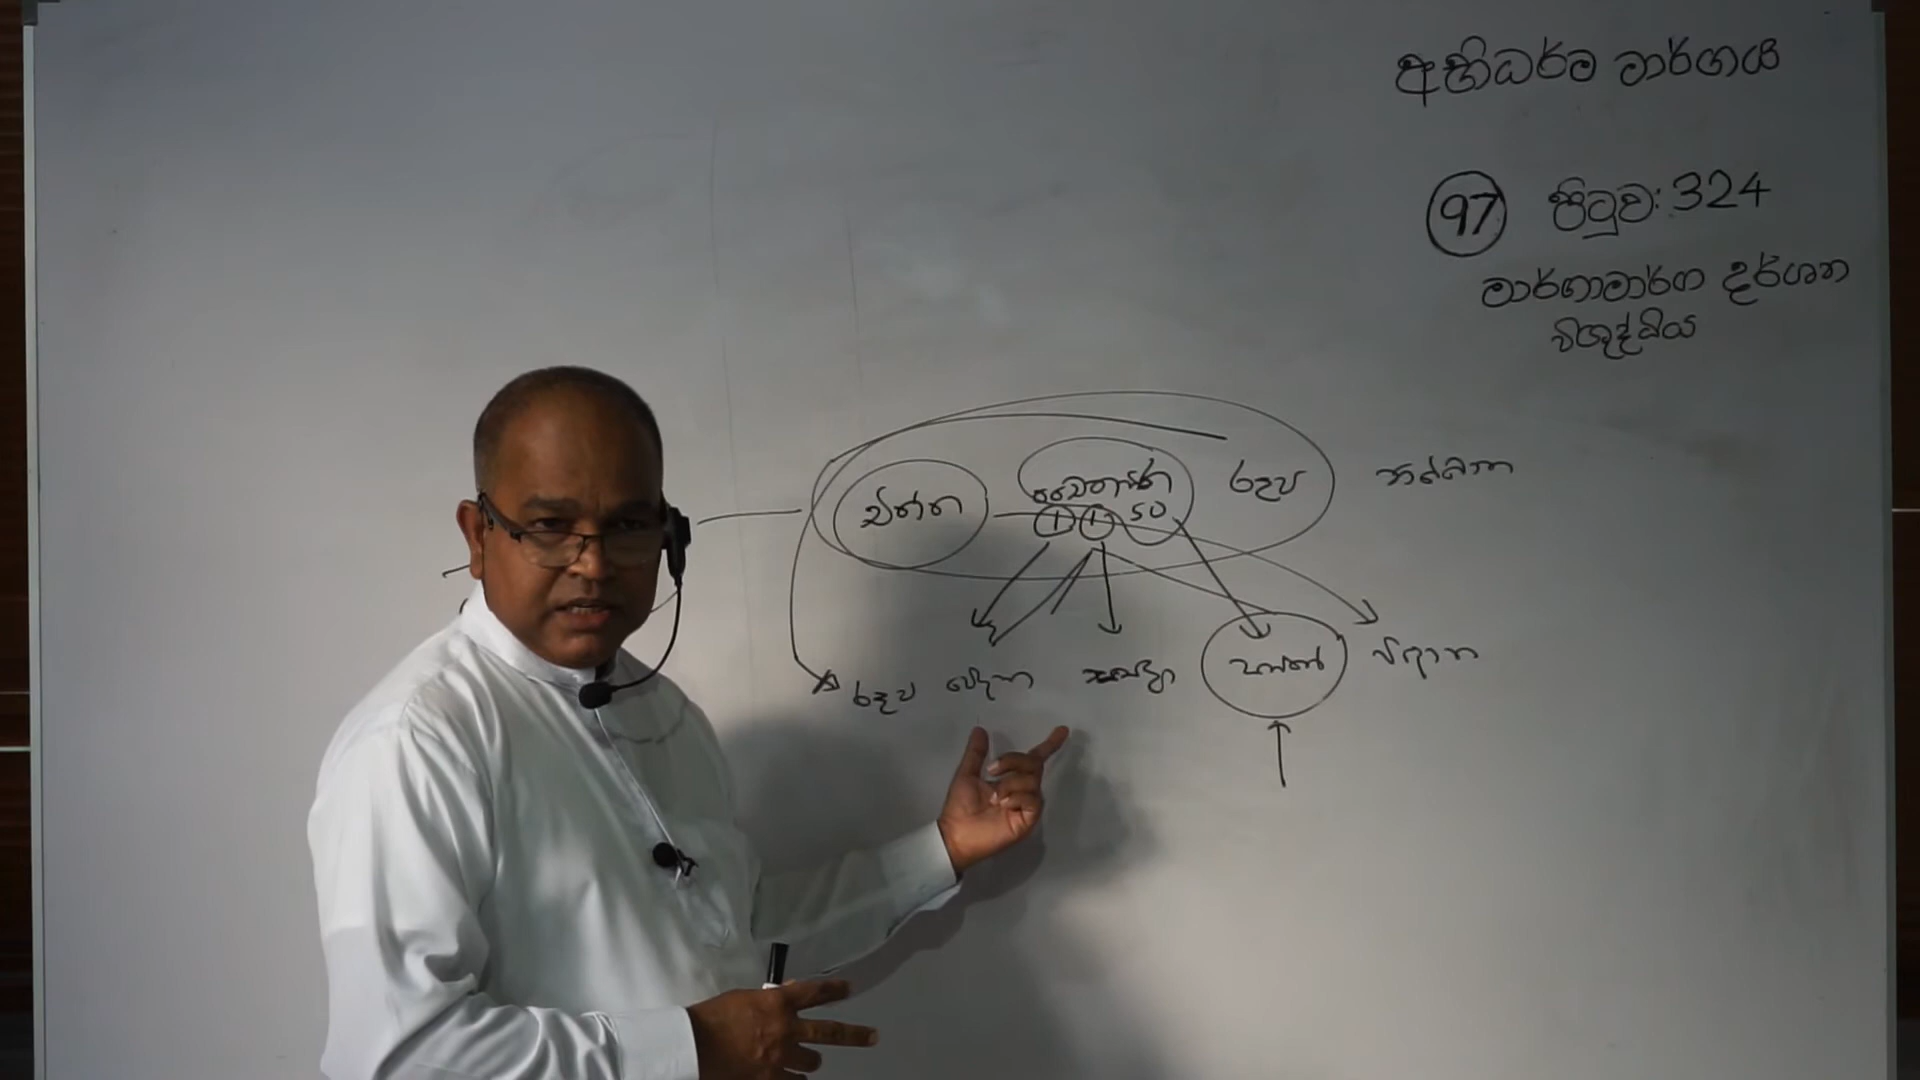 අභිධර්ම මාර්ගය
97 පිටුව: 324
මාර්ගාමාර්ග දර්ශන
විශුද්ධිය
චිත්ත චෛතසික රූප නිබ්බාන
1 1 50
රූප වේදනා සඤ්ඤා විඤ්ඤාන